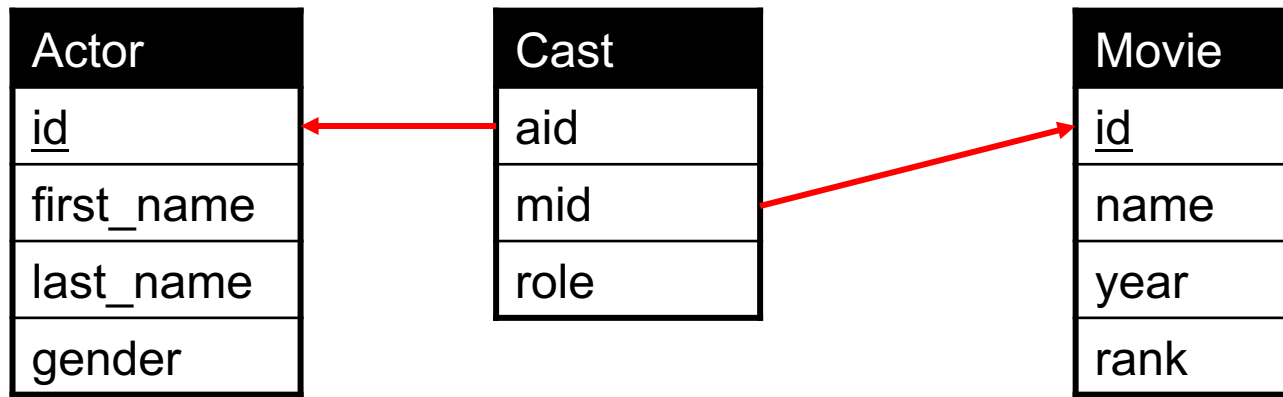 Actor
id
first_name
last_name
gender
Cast
aid
mid
role
Movie
id
name
year
rank